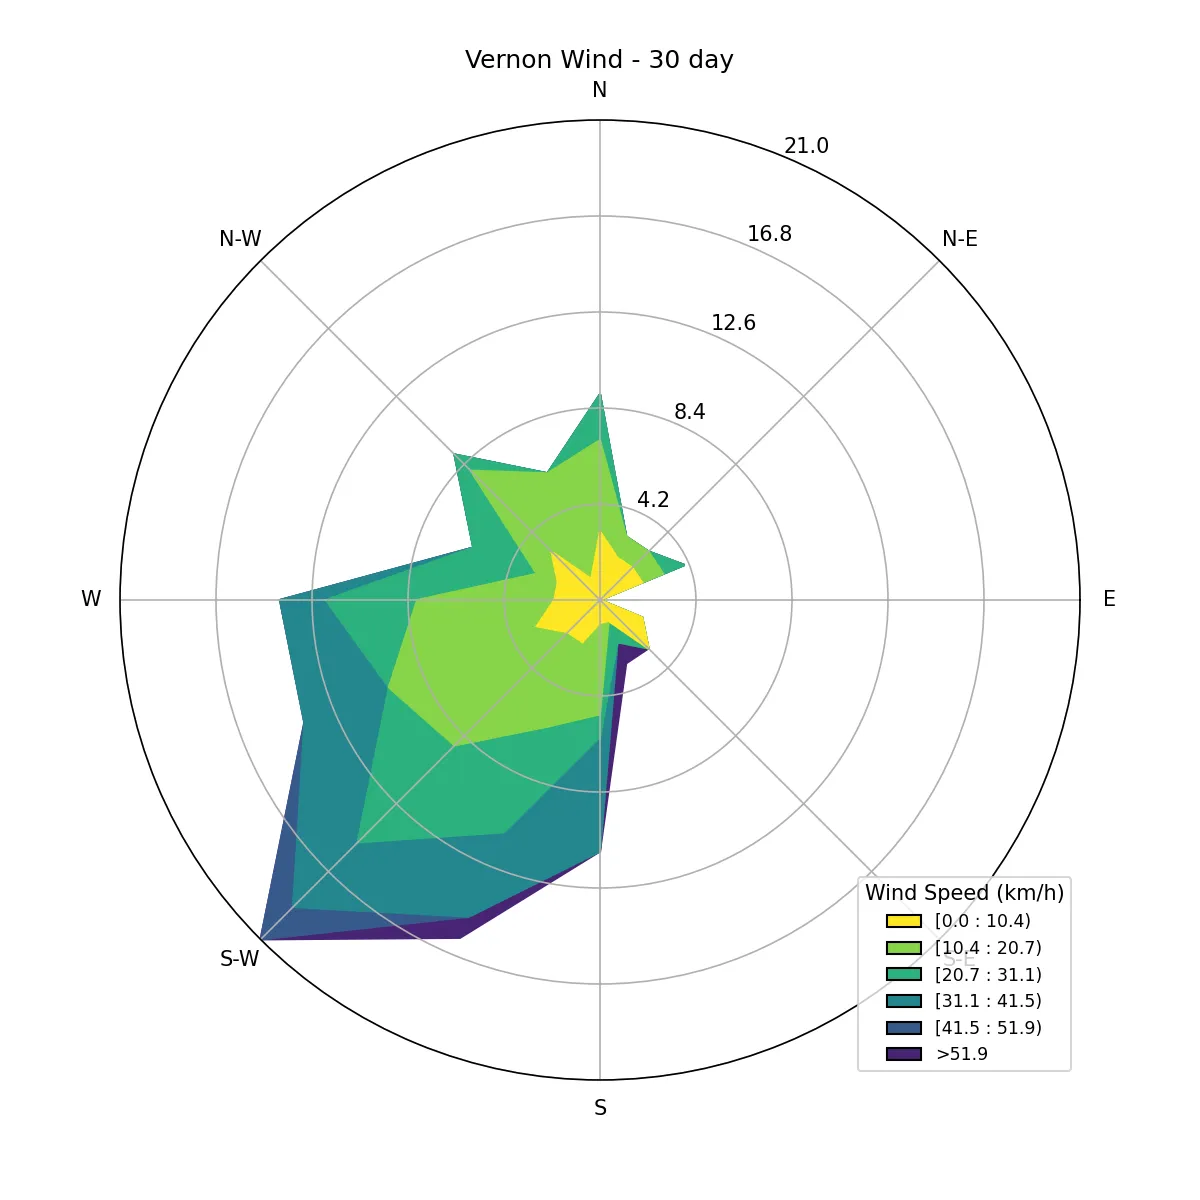 Vernon Wind - 30 day
N
21.0
16.8
N-W
N-E
12.6
8.4
4.2
W
E
Wind Speed (km/h)
[0.0 : 10.4)
[10.4 : 20.7)
S-W
S-E
[20.7 : 31.1)
[31.1 : 41.5)
[41.5 : 51.9)
>51.9
S